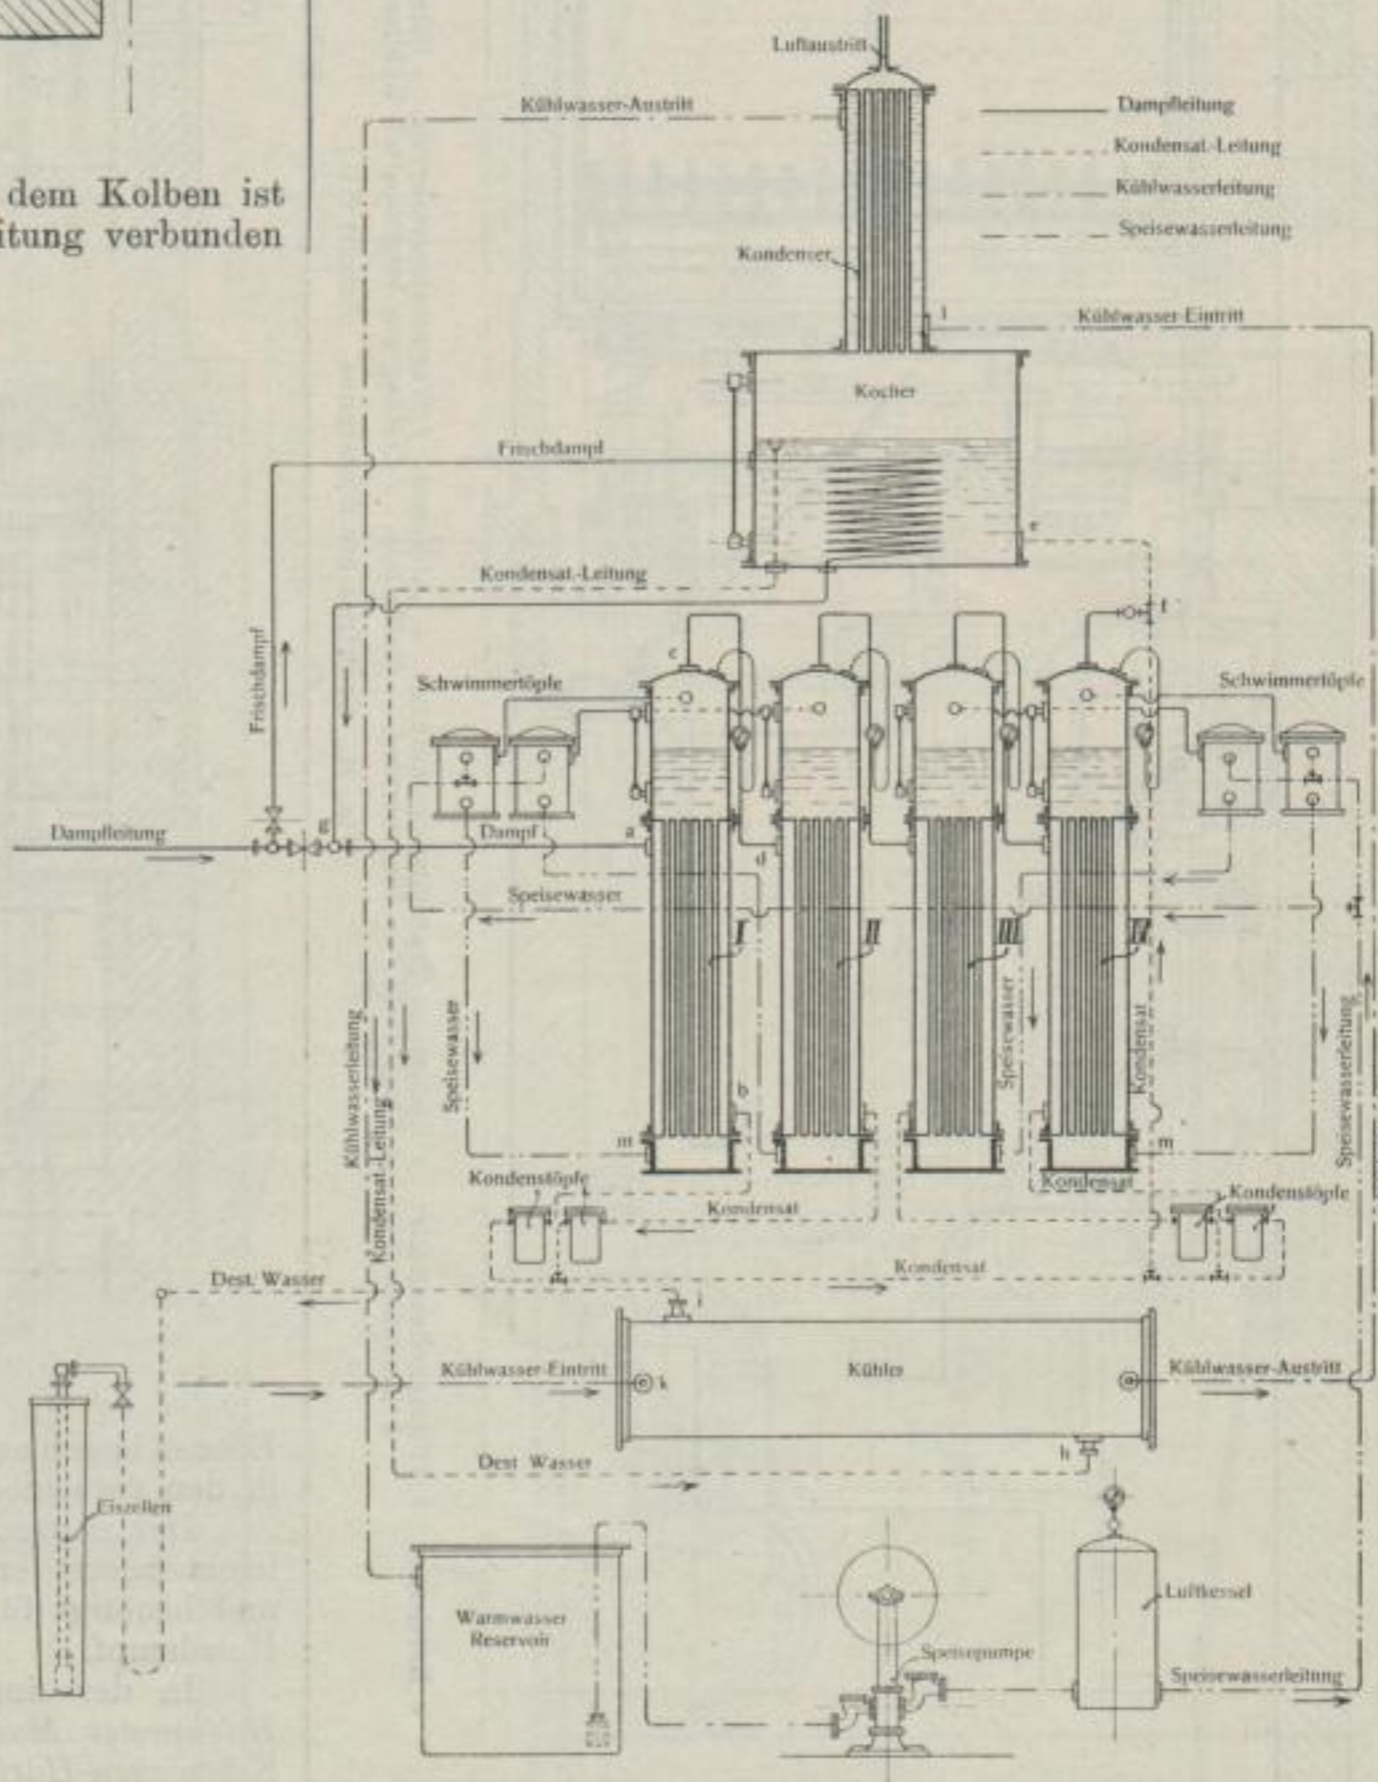 dem Kolben ist
itung verbunden
Luftaustritt
Kühlwasser-Austritt
Dampfleitung
Kondensat.-Leitung
Kühlwasserleitung
Speisewasserleitung
Kondenser
l
Kühlwasser-Eintritt
Kocher
Frischdampf
e
Kondensat.-Leitung
f
Frischdampf
c
Schwimmertöpfe
Schwimmertöpfe
Dampfleitung
g
Dampf
a
d
Speisewasser
I
II
III
IV
Kühlwasserleitung
Kondensat.-Leitung
Speisewasser
Speisewasser
Kondensat
Speisewasserleitung
b
m
m
Kondenstöpfe
Kondensat
Kondensat
Kondenstöpfe
Kondensat
Dest. Wasser
i
Kühlwasser-Eintritt
k
Kühler
Kühlwasser-Austritt
h
Dest. Wasser
Eiszellen
Warmwasser
Reservoir
Speisepumpe
Luftkessel
Speisewasserleitung